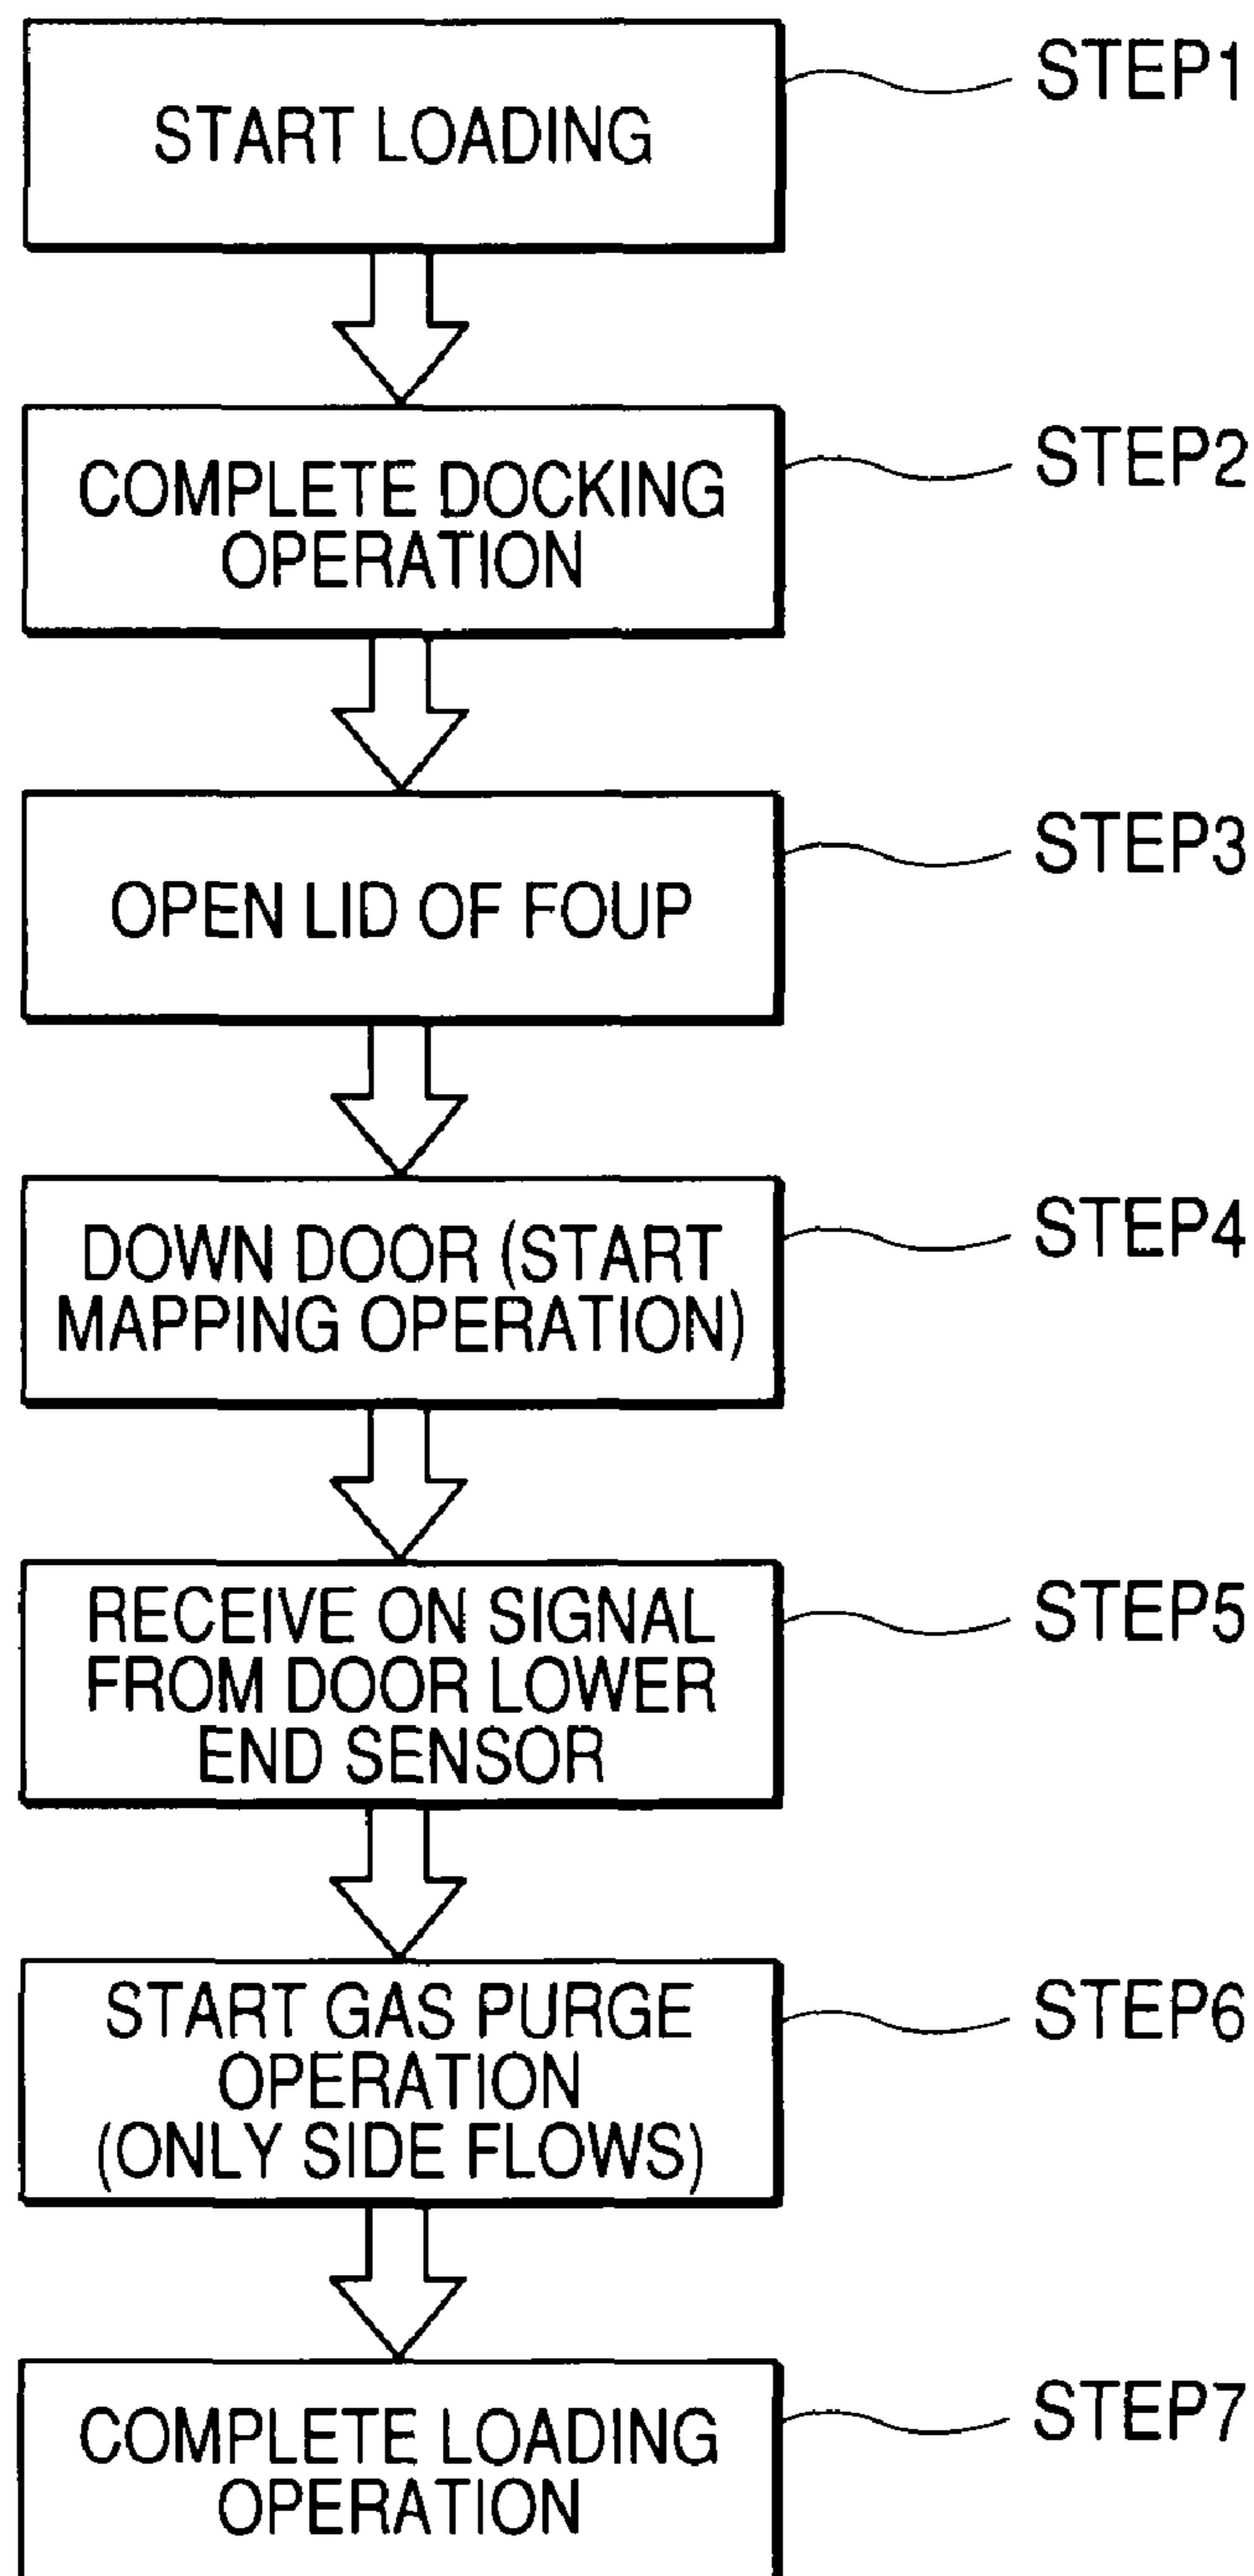 START LOADING
STEP1
COMPLETE DOCKING
OPERATION
STEP2
OPEN LID OF FOUP
STEP3
DOWN DOOR (START
MAPPING OPERATION)
STEP4
RECEIVE ON SIGNAL
FROM DOOR LOWER
END SENSOR
STEP5
START GAS PURGE
OPERATION
(ONLY SIDE FLOWS)
STEP6
COMPLETE LOADING
OPERATION
STEP7